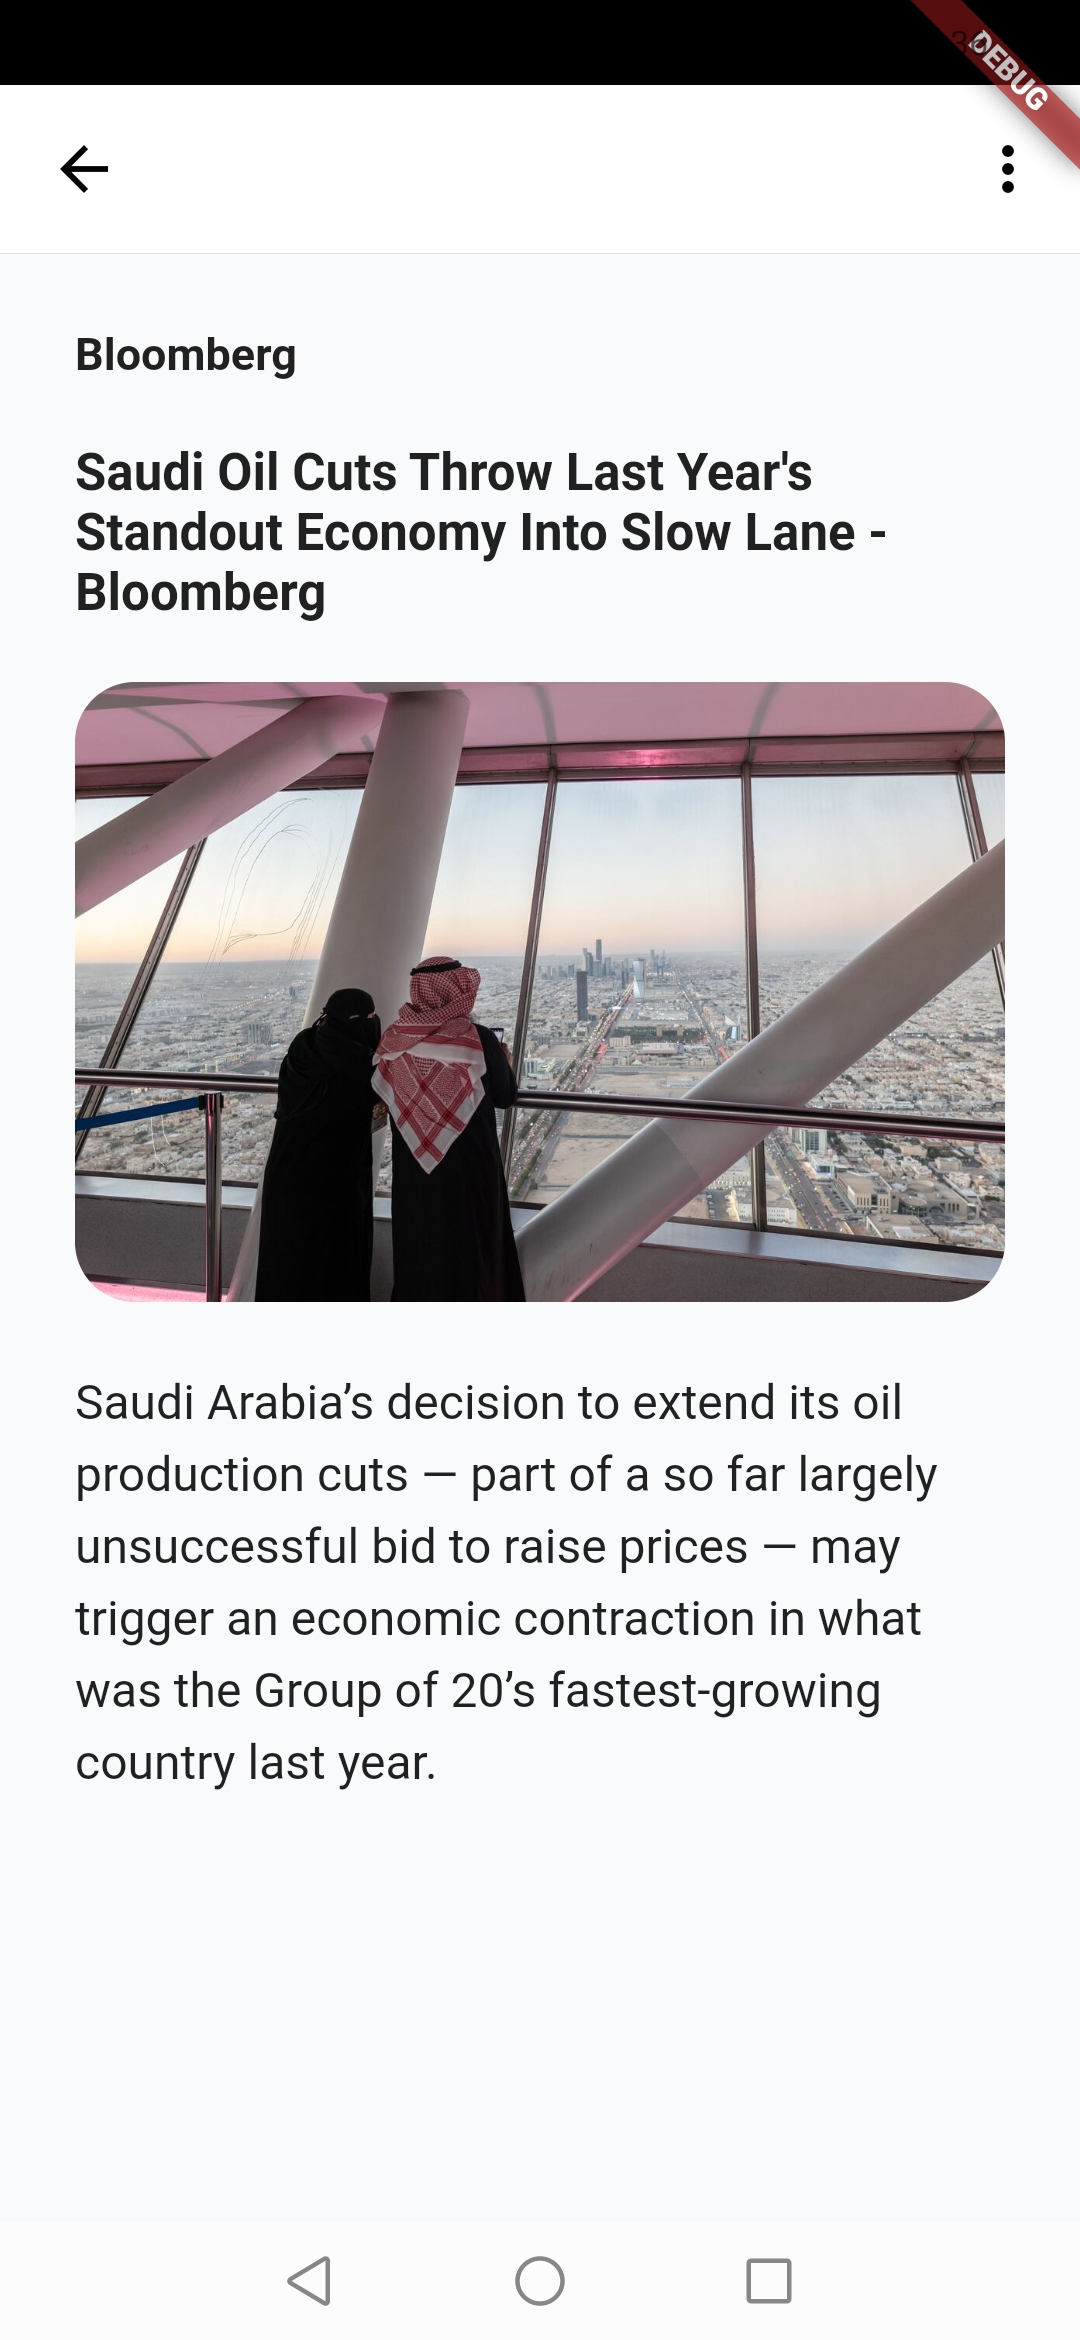 DEBUG
Bloomberg
Saudi Oil Cuts Throw Last Year's
Standout Economy Into Slow Lane -
Bloomberg
Saudi Arabia’s decision to extend its oil
production cuts — part of a so far largely
unsuccessful bid to raise prices — may
trigger an economic contraction in what
was the Group of 20’s fastest-growing
country last year.